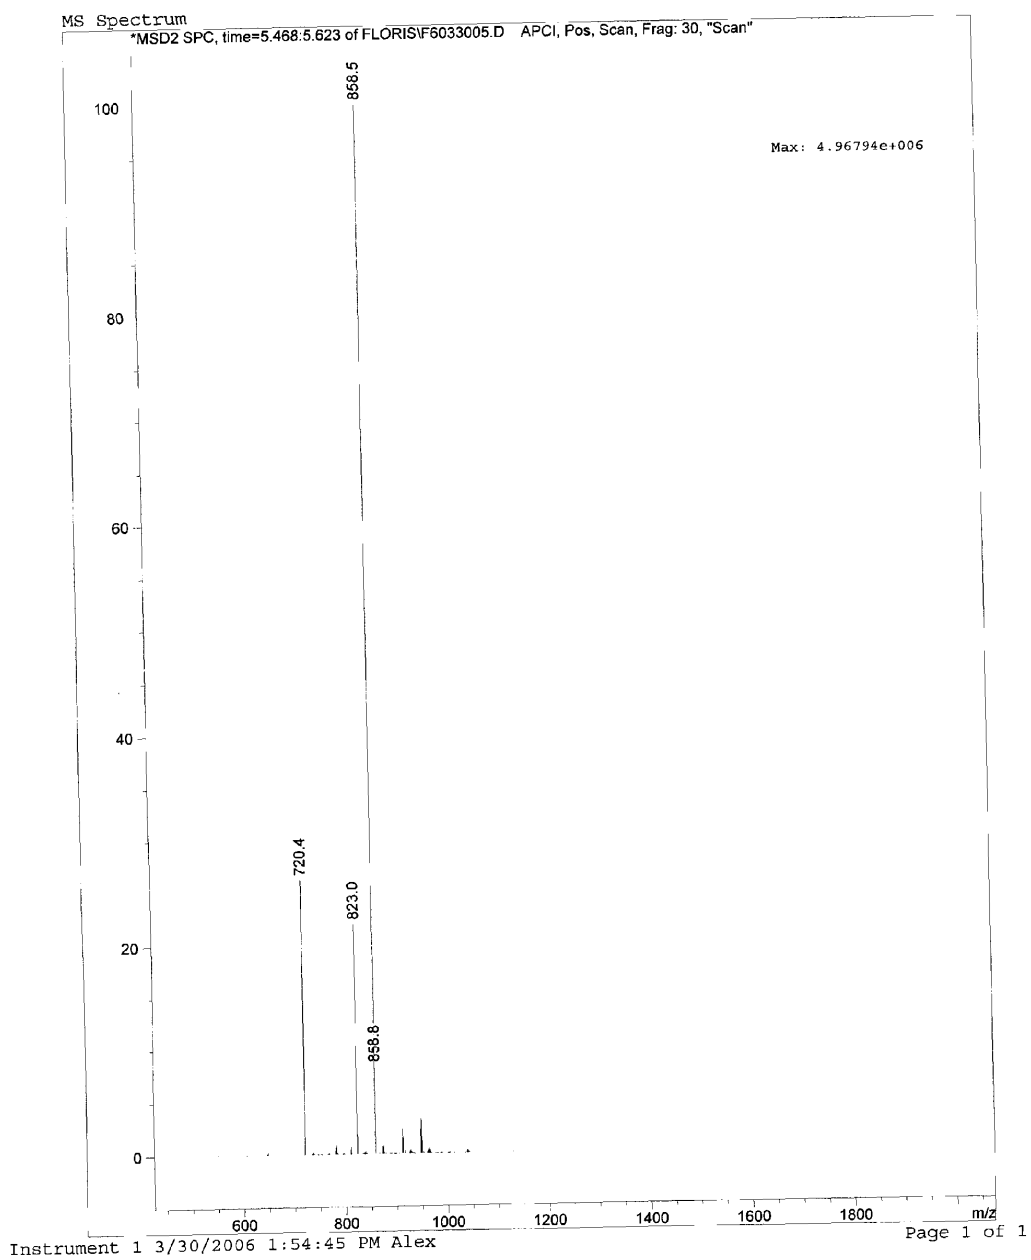 MS Spectrum
*MSD2 SPC, time=5.468:5.623 of FLORIS\F6033005.D APCI, Pos, Scan, Frag: 30, "Scan"
858.5
100
Max: 4.96794e+006
80
60
40
720.4
823.0
20
858.8
0
600 800 1000 1200 1400 1600 1800 m/z
Instrument 1 3/30/2006 1:54:45 PM Alex Page 1 of 1